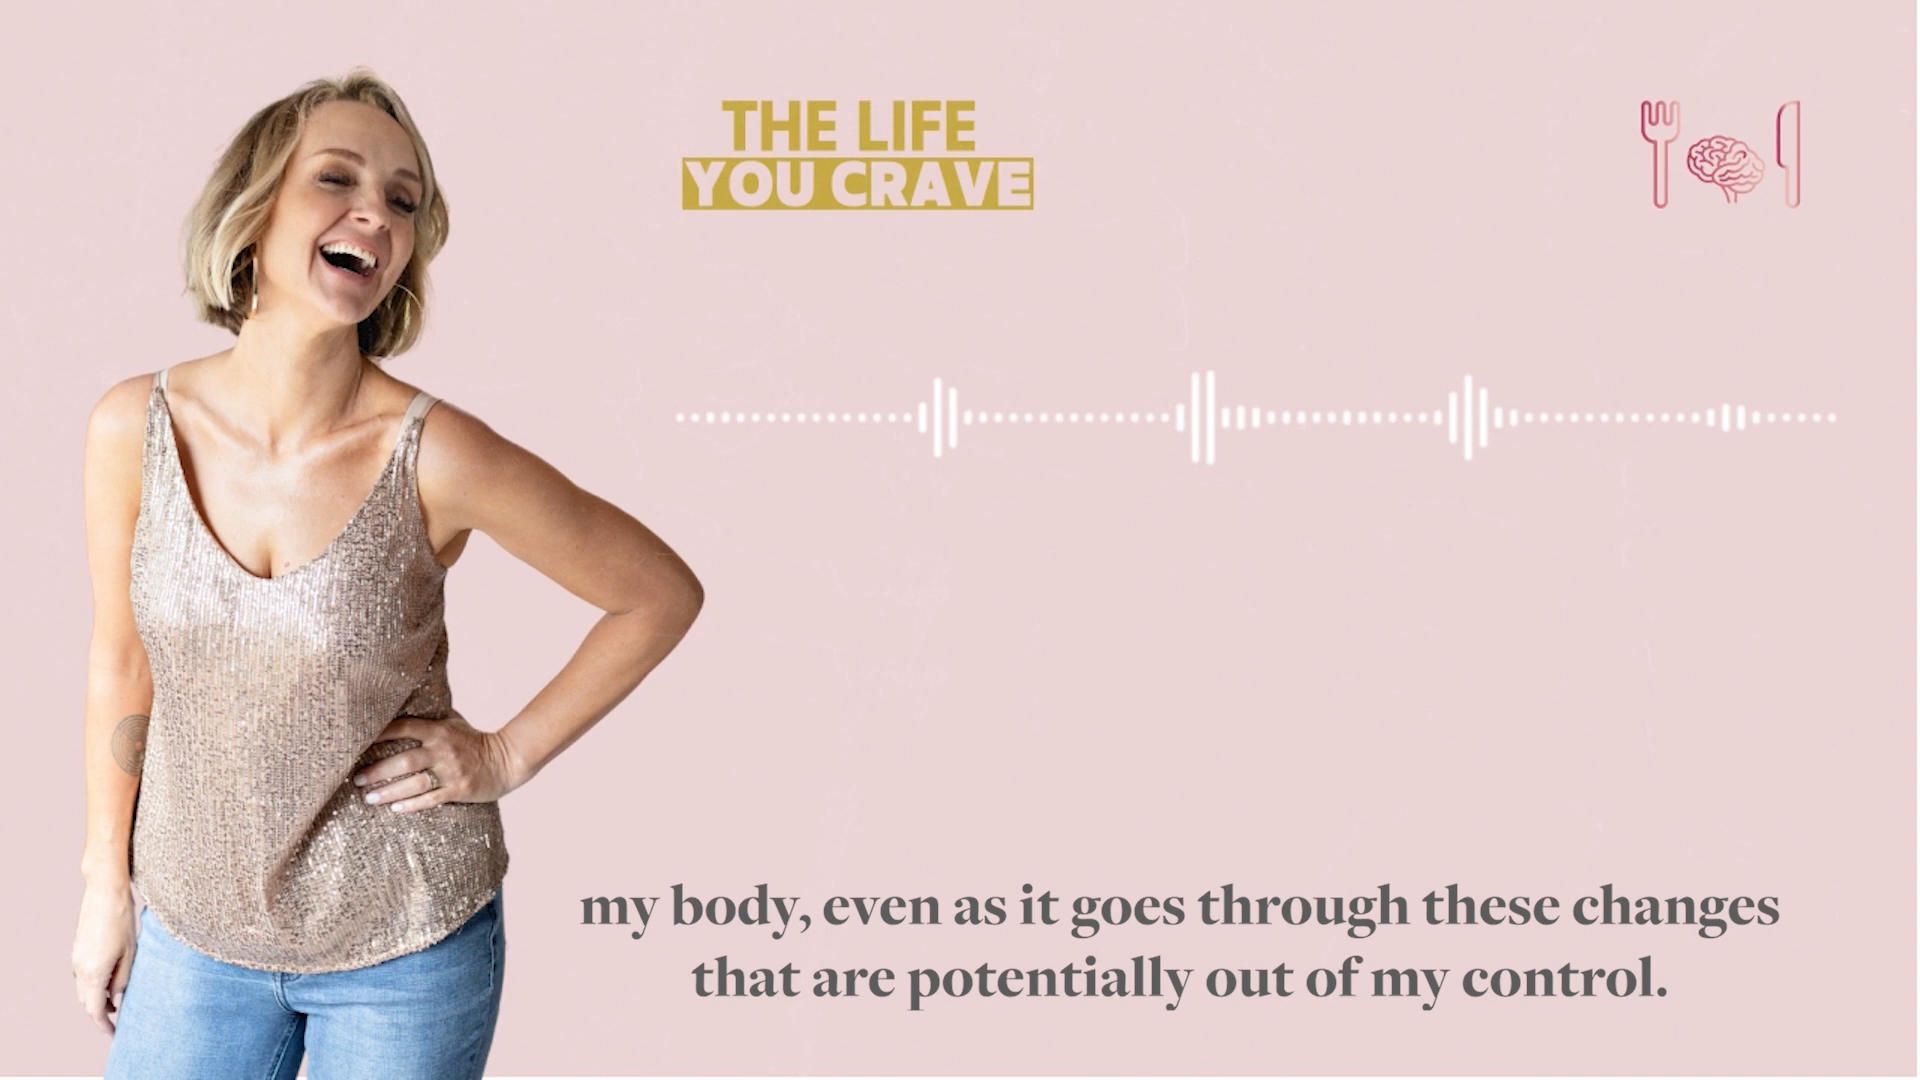 THE LIFE
YOU CRAVE
my body, even as it goes through these changes
that are potentially out of my control.